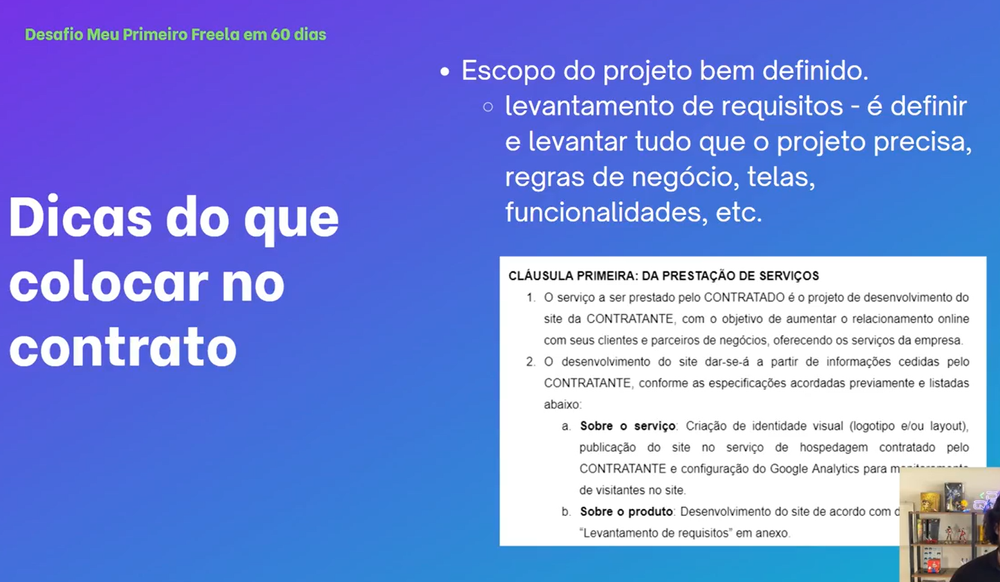 Desafio Meu Primeiro Freela em 60 dias
Dicas do que
colocar no
contrato
• Escopo do projeto bem definido.
○ levantamento de requisitos - é definir
e levantar tudo que o projeto precisa,
regras de negócio, telas,
funcionalidades, etc.
CLÁUSULA PRIMEIRA: DA PRESTAÇÃO DE SERVIÇOS
1. O serviço a ser prestado pelo CONTRATADO é o projeto de desenvolvimento do
site da CONTRATANTE, com o objetivo de aumentar o relacionamento online
com seus clientes e parceiros de negócios, oferecendo os serviços da empresa.
2. O desenvolvimento do site dar-se-á a partir de informações cedidas pelo
CONTRATANTE, conforme as especificações acordadas previamente e listadas
abaixo:
a. Sobre o serviço: Criação de identidade visual (logotipo e/ou layout),
publicação do site no serviço de hospedagem contratado pelo
CONTRATANTE e configuração do Google Analytics para
de visitantes no site.
b. Sobre o produto: Desenvolvimento do site de acordo com
"Levantamento de requisitos" em anexo.